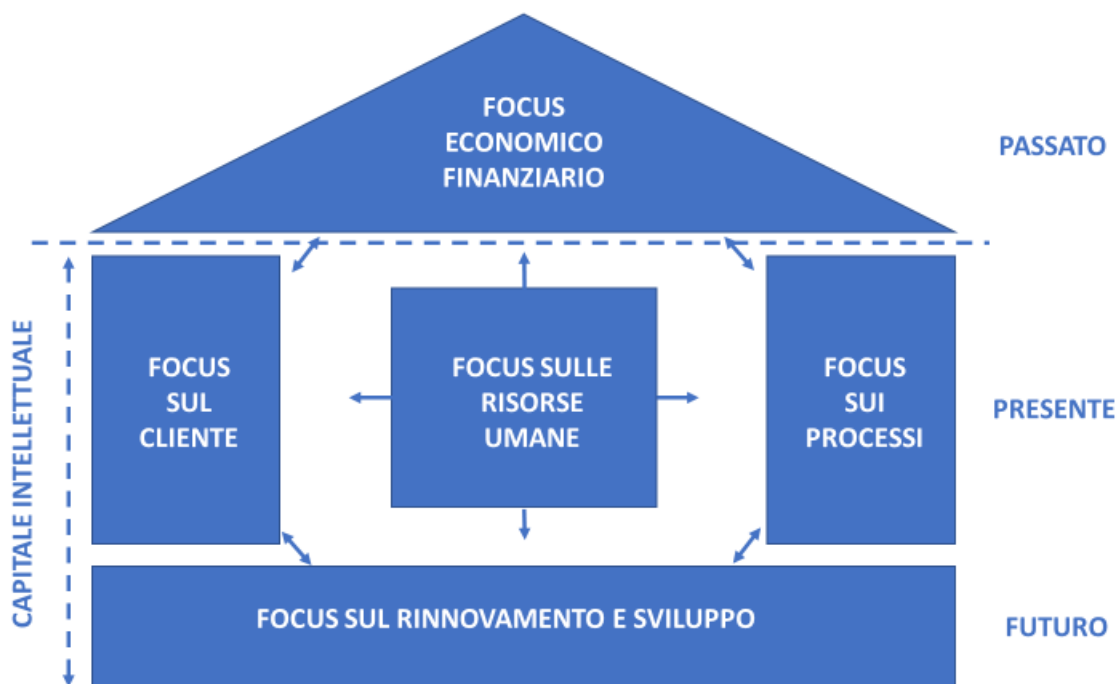 FOCUS
ECONOMICO
FINANZIARIO
PASSATO
CAPITALE INTELLETTUALE
FOCUS
SUL
CLIENTE
FOCUS SULLE
RISORSE
UMANE
FOCUS
SUI
PROCESSI
PRESENTE
FOCUS SUL RINNOVAMENTO E SVILUPPO
FUTURO